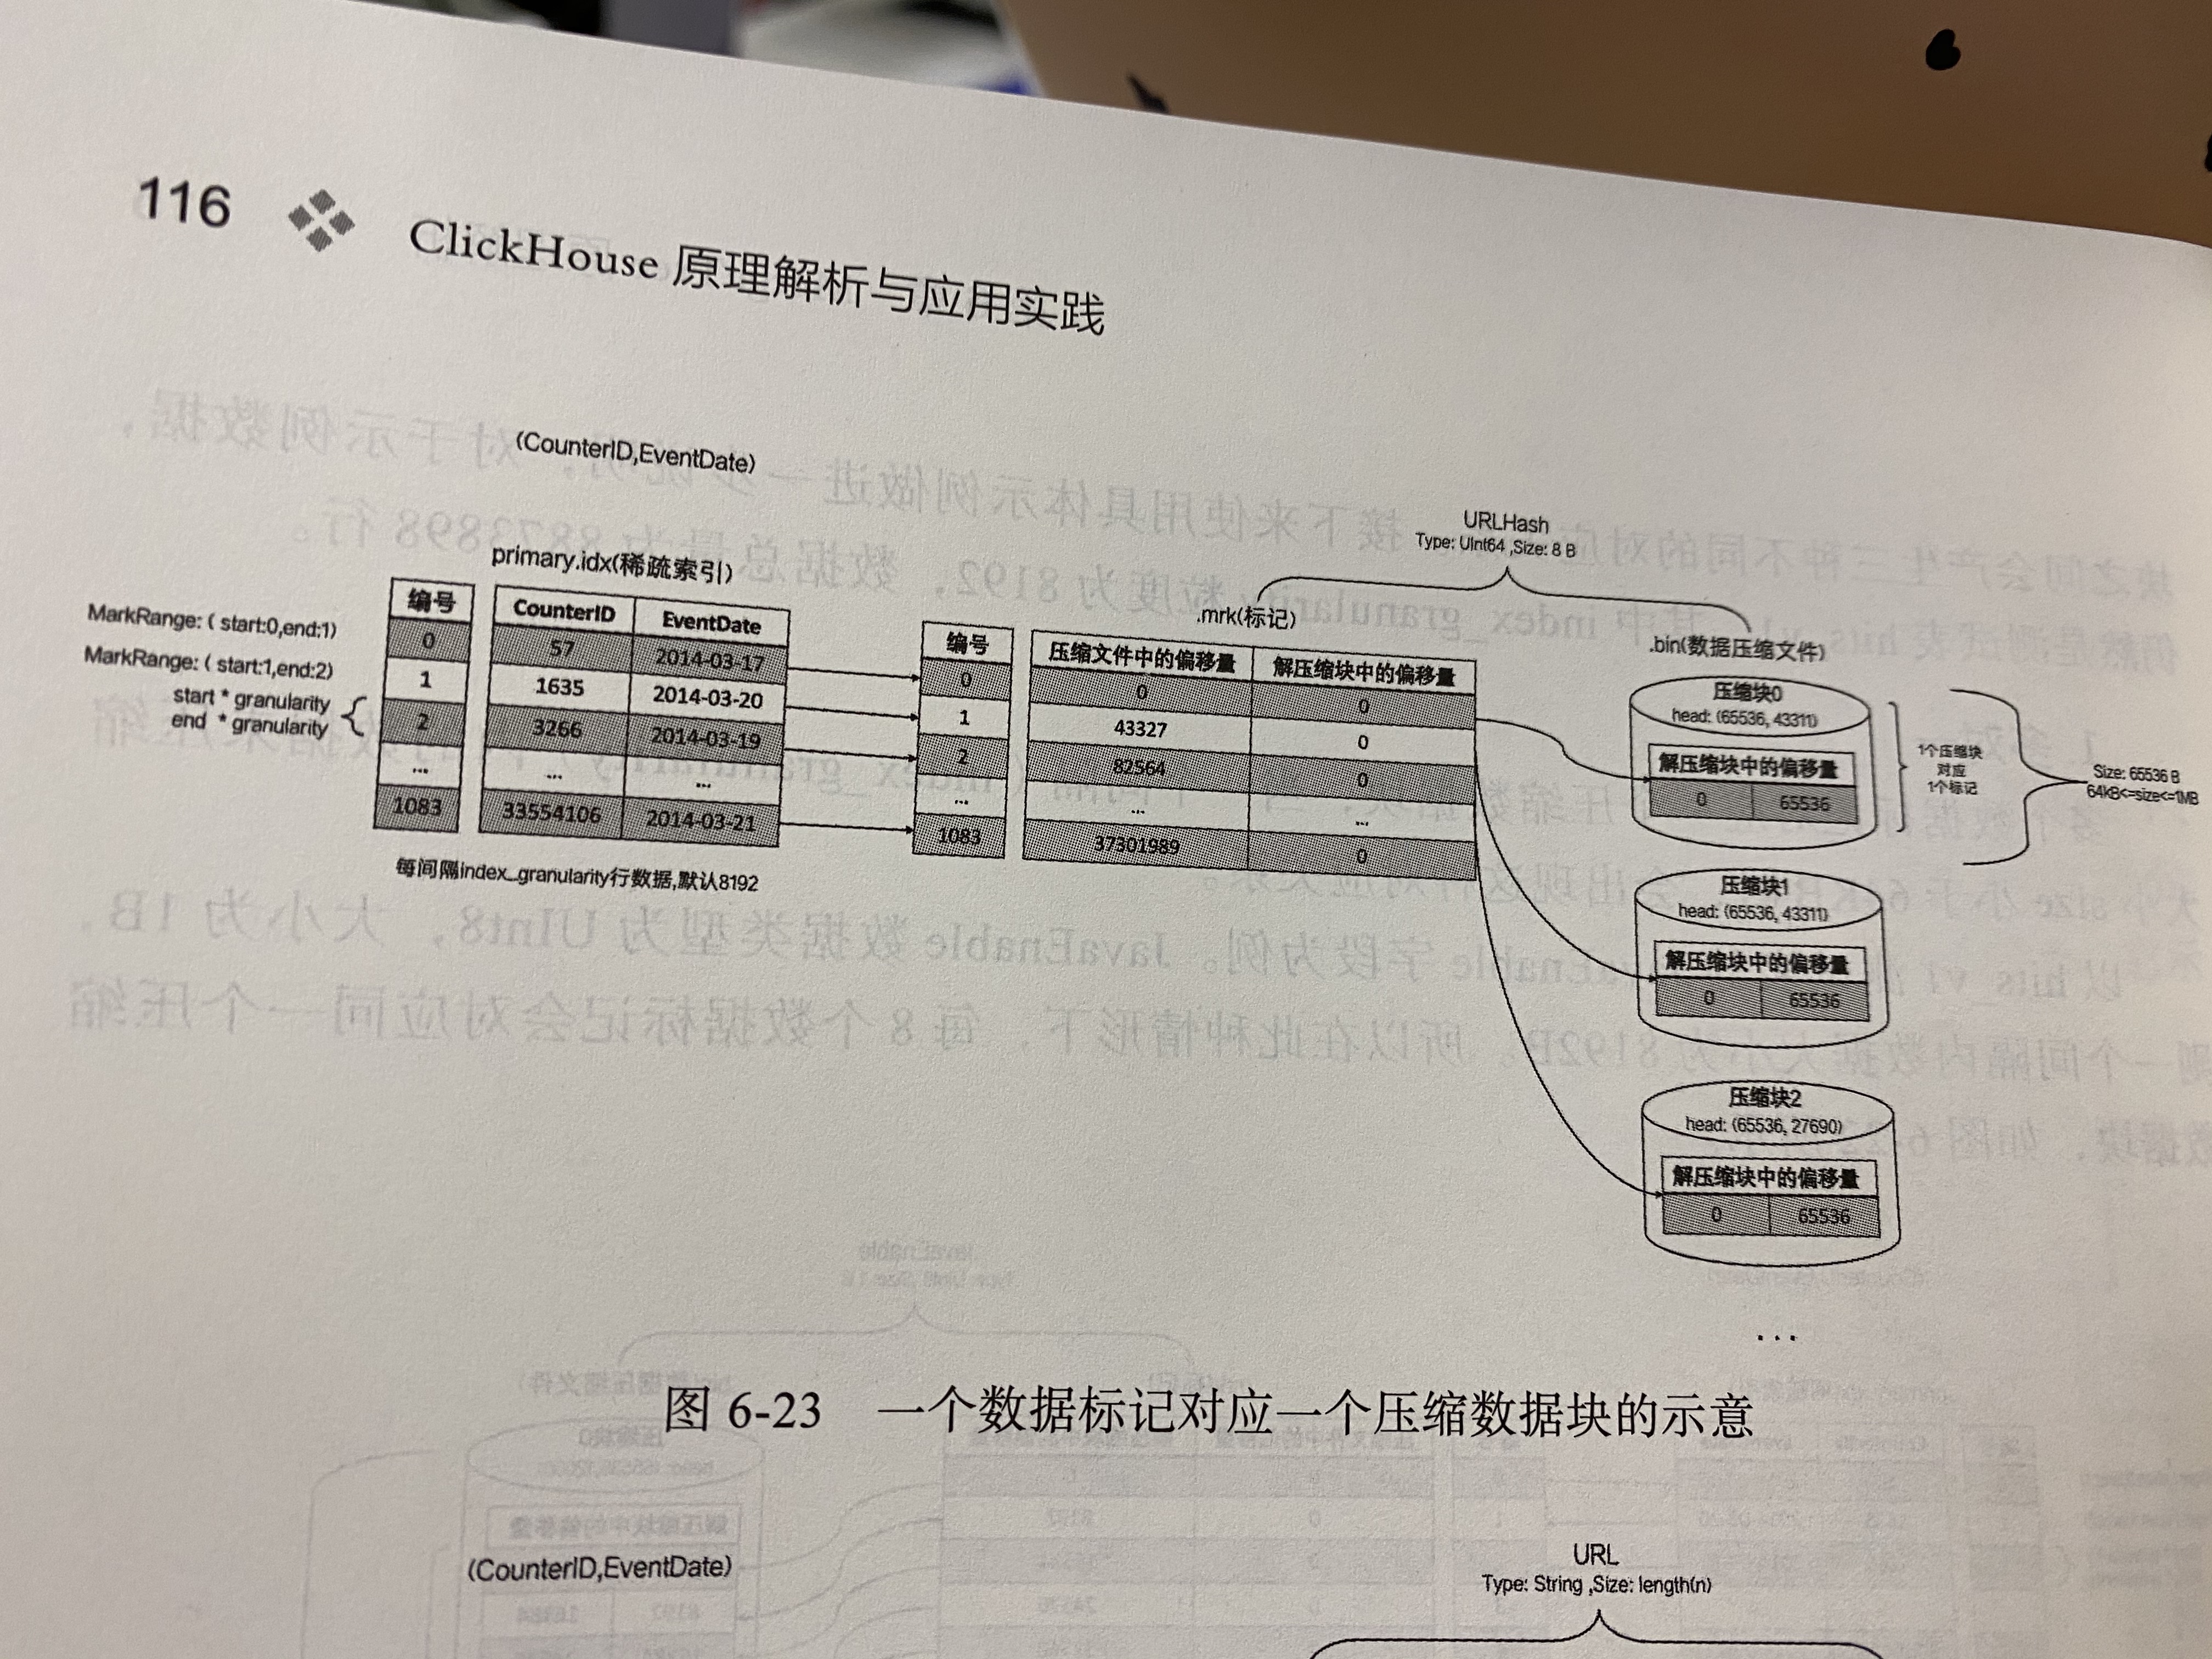 116 ClickHouse 原理解析与应用实践
(CounterID,EventDate)
URLHash
Type: UInt64 ,Size: 8 B
primary.idx(稀疏索引)
.mrk(标记)
.bin(数据压缩文件)
编号 CounterID EventDate
0 57 2014-03-17
1 1635 2014-03-20
2 3266 2014-03-19
... ... ...
1083 33554106 2014-03-21
MarkRange: ( start:0,end:1)
MarkRange: ( start:1,end:2)
start * granularity
end * granularity
每间隔index_granularity行数据,默认8192
编号 压缩文件中的偏移量 解压缩块中的偏移量
0 0 0
1 43327 0
2 82564 0
... ... ...
1083 37301989 0
压缩块0
head: (65536, 43311)
解压缩块中的偏移量
0 65536
1个压缩块
对应
1个标记
Size: 65536 B
64kB<=size<=1MB
压缩块1
head: (65536, 43311)
解压缩块中的偏移量
0 65536
压缩块2
head: (65536, 27690)
解压缩块中的偏移量
0 65536
...
图 6-23 一个数据标记对应一个压缩数据块的示意
(CounterID,EventDate)
URL
Type: String ,Size: length(n)